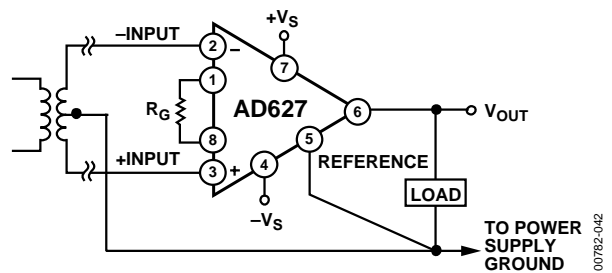 +VS
–INPUT
2
–
7
1
RG
AD627
6
VOUT
5
8
REFERENCE
+INPUT
3
+
4
LOAD
–VS
TO POWER
SUPPLY
GROUND
00782-042